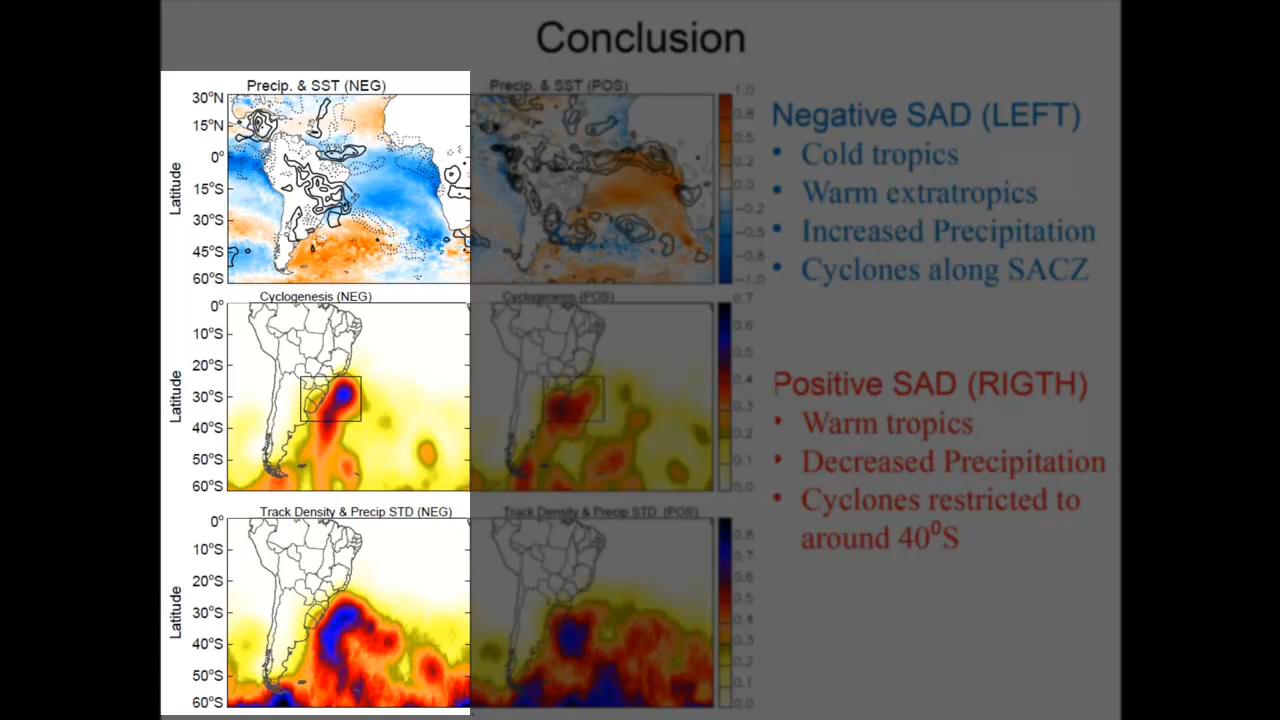 Conclusion
Precip. & SST (NEG)
30°N
15°N
0°
15°S
30°S
45°S
60°S
Latitude
Precip. & SST (POS)
1.0
0.8
0.5
0.2
0.0
-0.2
-0.5
-0.8
-1.0
Cyclogenesis (NEG)
0°
10°S
20°S
30°S
40°S
50°S
60°S
Latitude
Cyclogenesis (POS)
0.7
0.6
0.5
0.4
0.3
0.2
0.1
0.0
Track Density & Precip STD (NEG)
0°
10°S
20°S
30°S
40°S
50°S
60°S
Latitude
Track Density & Precip STD (POS)
0.8
0.7
0.6
0.5
0.4
0.3
0.2
0.1
0.0
Negative SAD (LEFT)
• Cold tropics
• Warm extratropics
• Increased Precipitation
• Cyclones along SACZ
Positive SAD (RIGTH)
• Warm tropics
• Decreased Precipitation
• Cyclones restricted to
around 40⁰S